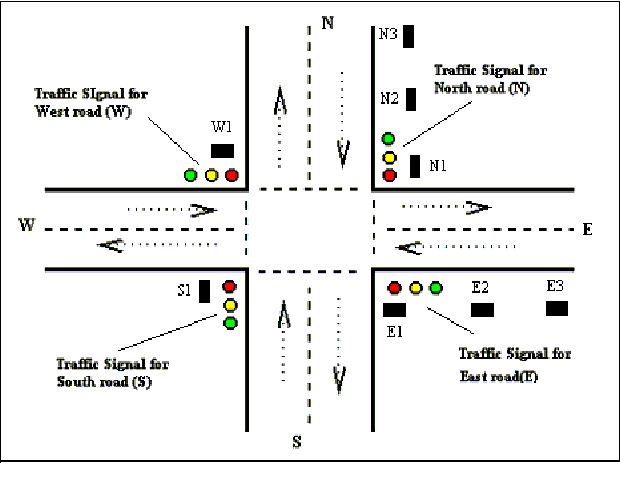 N
N3
Traffic SIgnal for
West road (W)
Traffic Signal for
North road (N)
N2
W1
N1
W
E
S1
E2
E3
E1
Traffic Signal for
South road (S)
Traffic Signal for
East road(E)
S